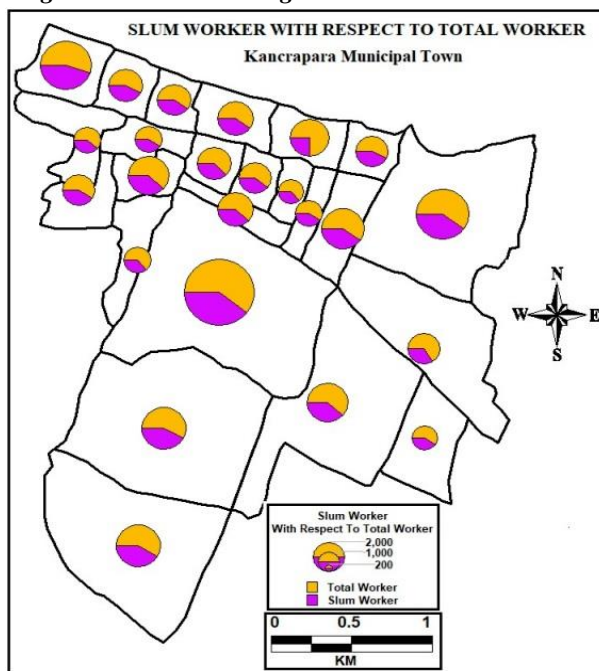 SLUM WORKER WITH RESPECT TO TOTAL WORKER
Kancrapara Municipal Town
N
W E
S
Slum Worker
With Respect To Total Worker
2,000
1,000
200
Total Worker
Slum Worker
0 0.5 1
KM